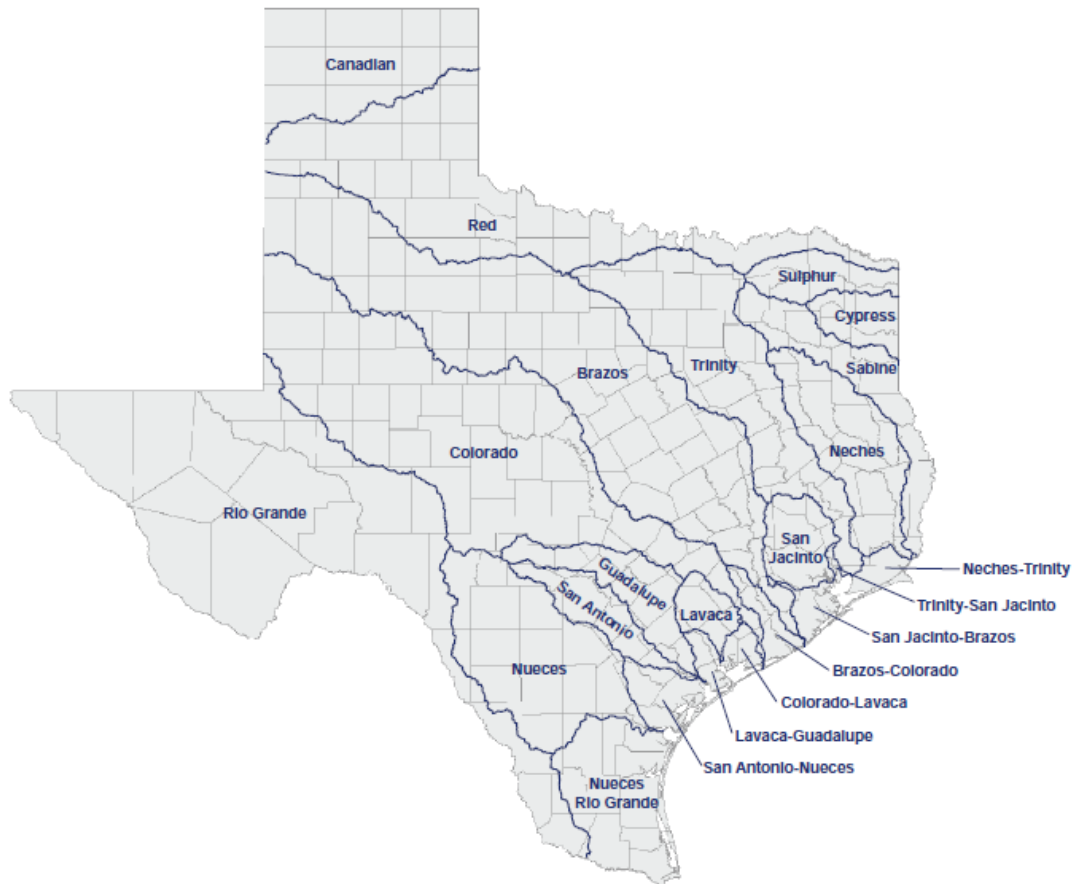 Canadian
Red
Sulphur
Cypress
Sabine
Trinity
Brazos
Neches
Colorado
Rio Grande
San
Jacinto
Guadalupe
San Antonio
Lavaca
Nueces
Nueces
Rio Grande
Neches-Trinity
Trinity-San Jacinto
San Jacinto-Brazos
Brazos-Colorado
Colorado-Lavaca
Lavaca-Guadalupe
San Antonio-Nueces